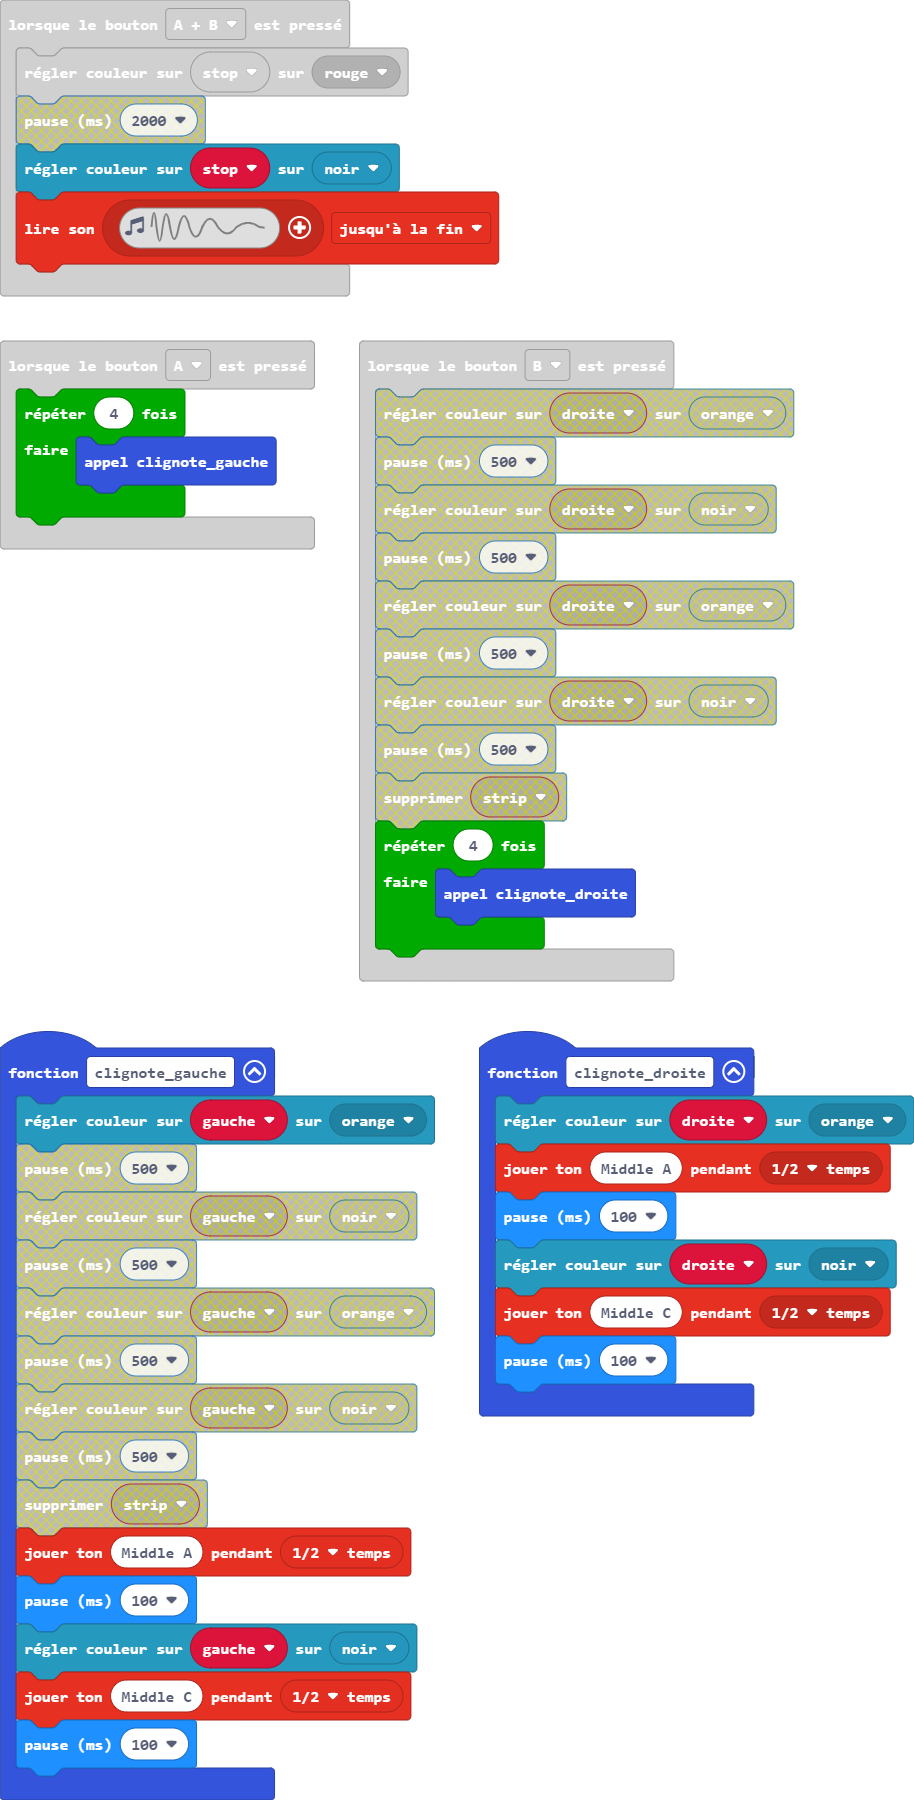 lorsque le bouton A + B est pressé
régler couleur sur stop sur rouge
pause (ms) 2000
régler couleur sur stop sur noir
lire son jusqu'à la fin
lorsque le bouton A est pressé
répéter 4 fois
faire appel clignote_gauche
lorsque le bouton B est pressé
régler couleur sur droite sur orange
pause (ms) 500
régler couleur sur droite sur noir
pause (ms) 500
régler couleur sur droite sur orange
pause (ms) 500
régler couleur sur droite sur noir
pause (ms) 500
supprimer strip
répéter 4 fois
faire appel clignote_droite
fonction clignote_gauche
régler couleur sur gauche sur orange
pause (ms) 500
régler couleur sur gauche sur noir
pause (ms) 500
régler couleur sur gauche sur orange
pause (ms) 500
régler couleur sur gauche sur noir
pause (ms) 500
supprimer strip
jouer ton Middle A pendant 1/2 temps
pause (ms) 100
régler couleur sur gauche sur noir
jouer ton Middle C pendant 1/2 temps
pause (ms) 100
fonction clignote_droite
régler couleur sur droite sur orange
jouer ton Middle A pendant 1/2 temps
pause (ms) 100
régler couleur sur droite sur noir
jouer ton Middle C pendant 1/2 temps
pause (ms) 100